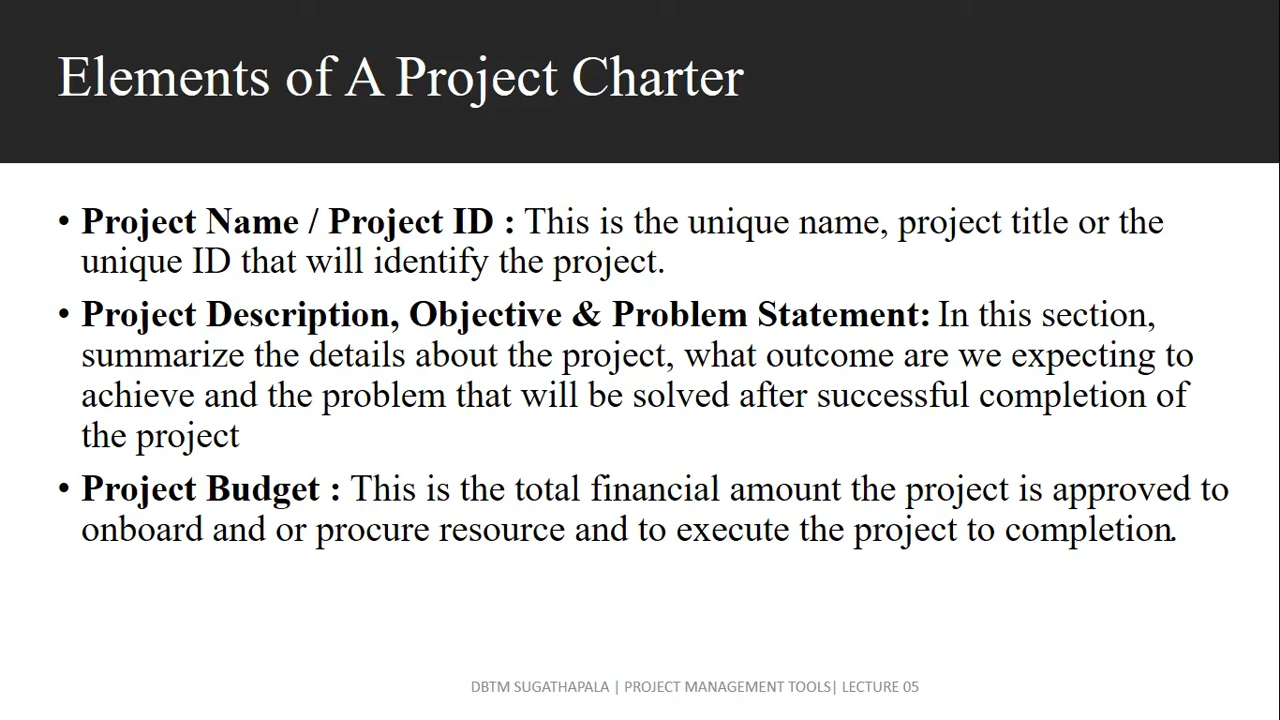 Elements of A Project Charter
• Project Name / Project ID : This is the unique name, project title or the
unique ID that will identify the project.
• Project Description, Objective & Problem Statement: In this section,
summarize the details about the project, what outcome are we expecting to
achieve and the problem that will be solved after successful completion of
the project
• Project Budget : This is the total financial amount the project is approved to
onboard and or procure resource and to execute the project to completion.
DBTM SUGATHAPALA | PROJECT MANAGEMENT TOOLS| LECTURE 05